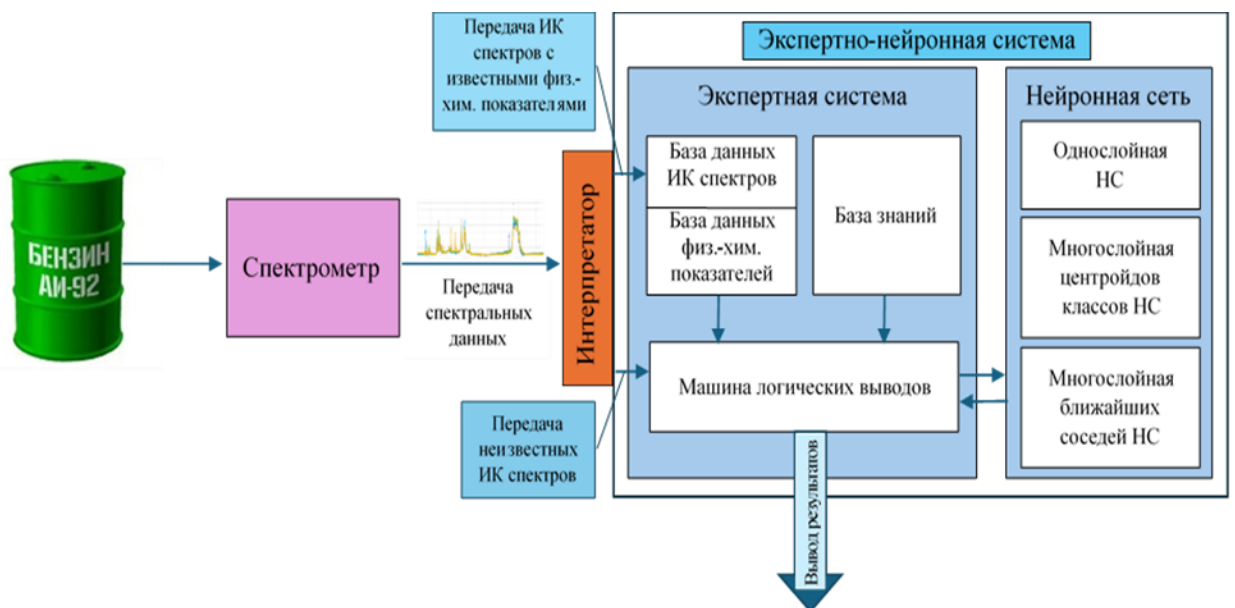 БЕНЗИН
АИ-92
Спектрометр
Передача
спектральных
данных
Интерпретатор
Передача ИК
спектров с
известными физ.-
хим. показателями
Передача
неизвестных
ИК спектров
Экспертно-нейронная система
Экспертная система
База данных
ИК спектров
База данных
физ.-хим.
показателей
База знаний
Машина логических выводов
Нейронная сеть
Однослойная
НС
Многослойная
центройдов
классов НС
Многослойная
ближайших
соседей НС
Вывод результатов